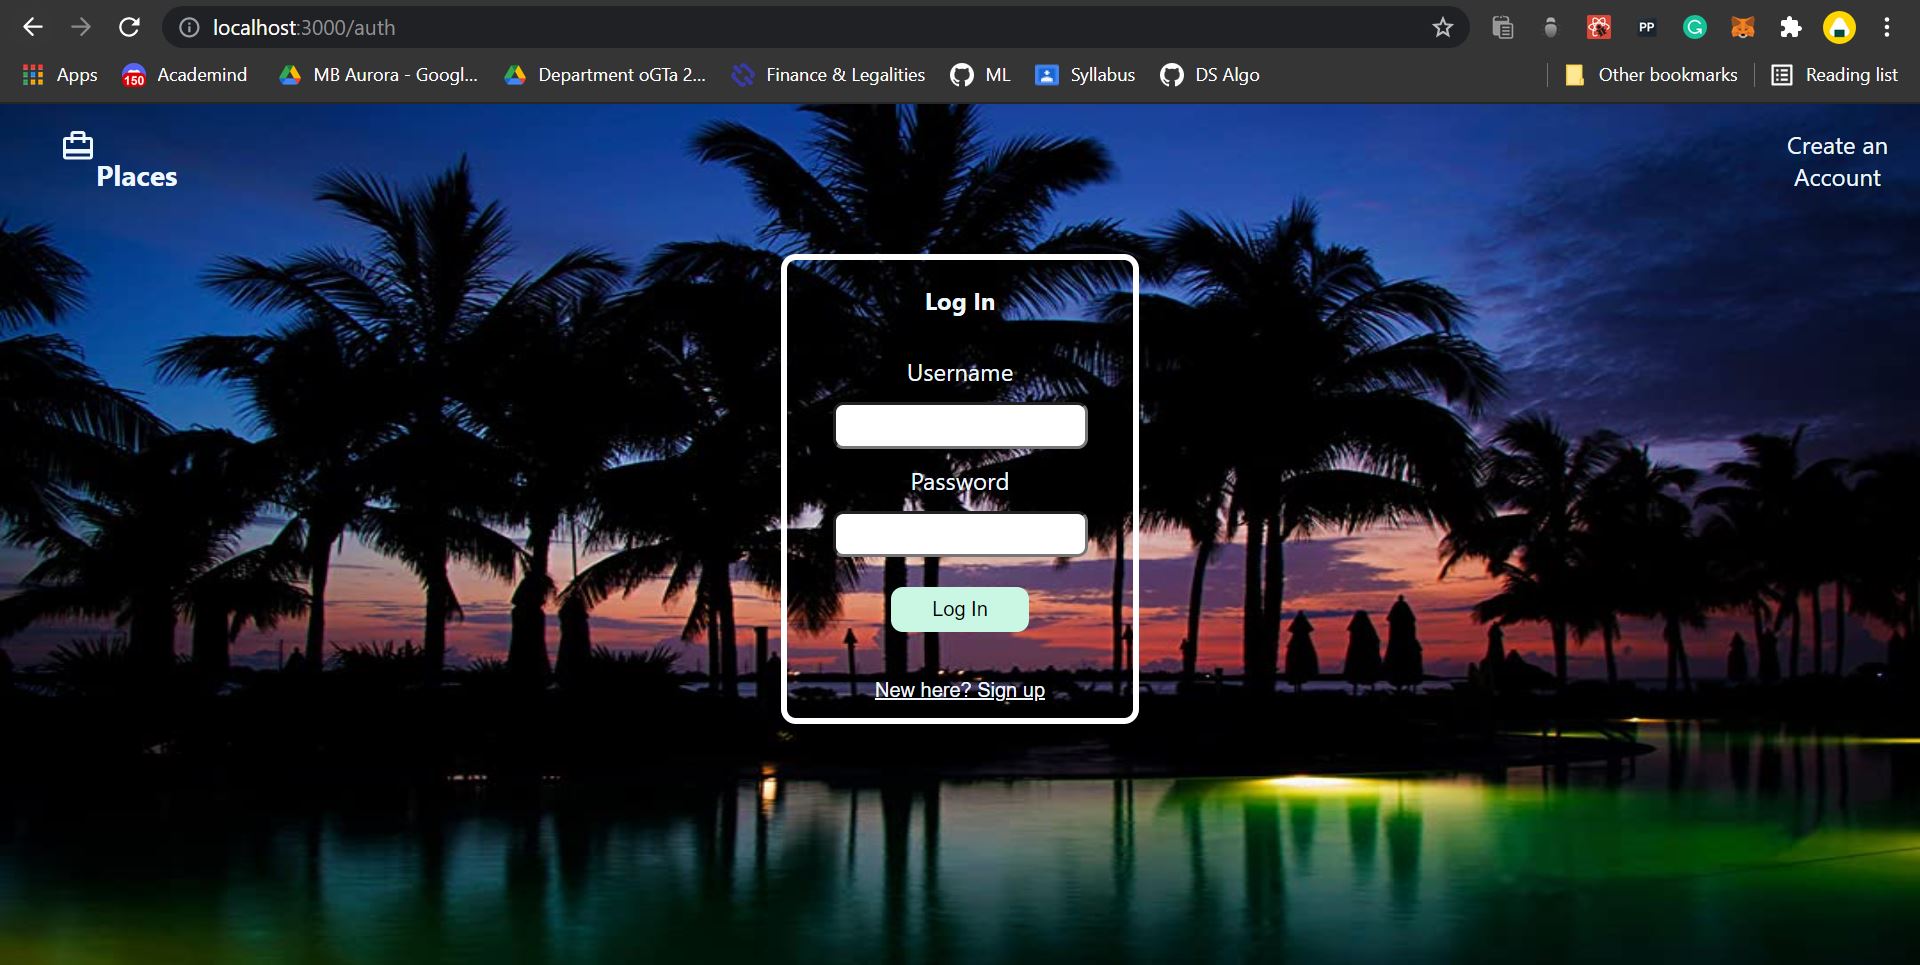 localhost:3000/auth
PP
Apps
150
Academind
MB Aurora - Googl...
Department oGTa 2...
Finance & Legalities
ML
Syllabus
DS Algo
Other bookmarks
Reading list
Places
Create an
Account
Log In
Username
Password
Log In
New here? Sign up